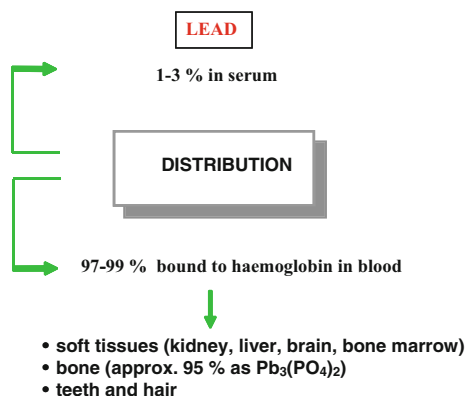 LEAD
1-3 % in serum
DISTRIBUTION
97-99 % bound to haemoglobin in blood
• soft tissues (kidney, liver, brain, bone marrow)
• bone (approx. 95 % as Pb₃(PO₄)₂)
• teeth and hair